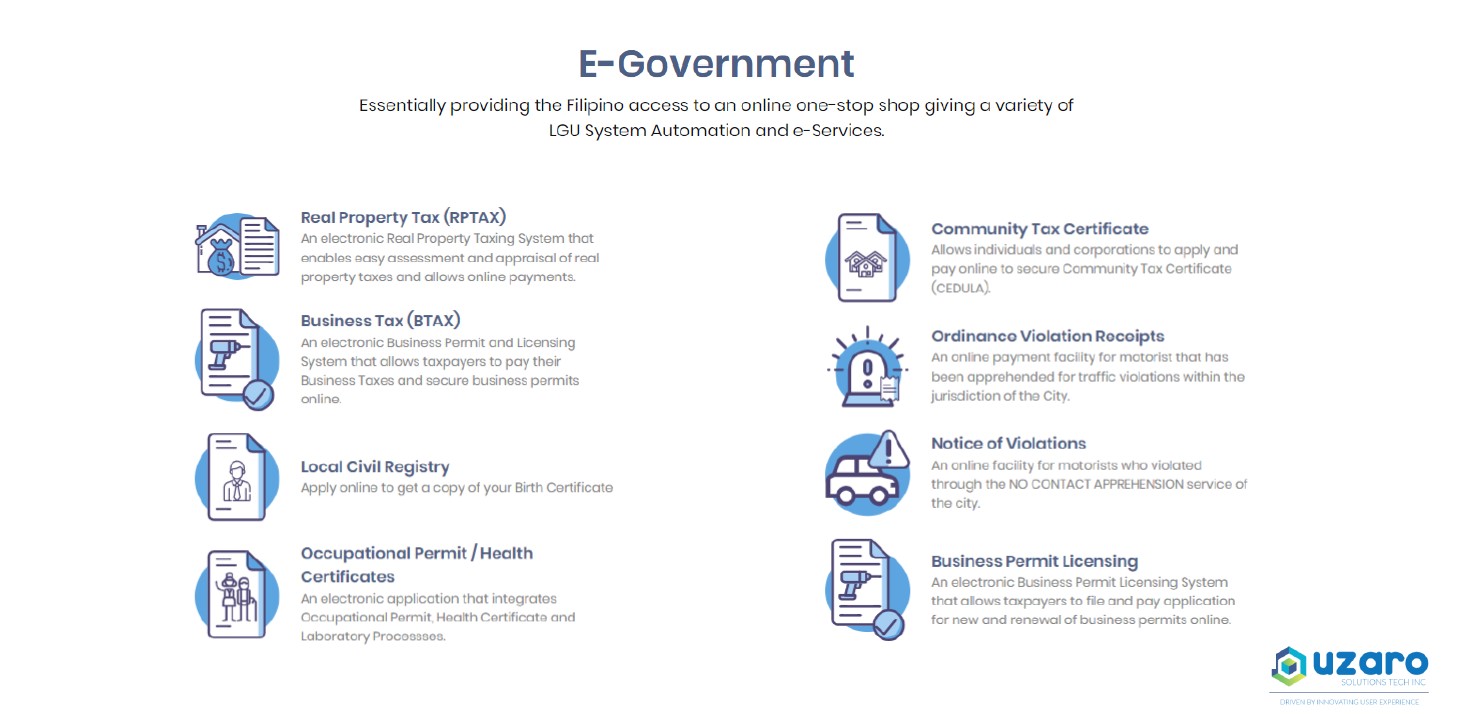 E-Government
Essentially providing the Filipino access to an online one-stop shop giving a variety of
LGU System Automation and e-Services.
Real Property Tax (RPTAX)
An electronic Real Property Taxing System that
enables easy assessment and appraisal of real
property taxes and allows online payments.
Business Tax (BTAX)
An electronic Business Permit and Licensing
System that allows taxpayers to pay their
Business Taxes and secure business permits
online.
Local Civil Registry
Apply online to get a copy of your Birth Certificate
Occupational Permit / Health
Certificates
An electronic application that integrates
Occupational Permit, Health Certificate and
Laboratory Processses.
Community Tax Certificate
Allows individuals and corporations to apply and
pay online to secure Community Tax Certificate
(CEDULA).
Ordinance Violation Receipts
An online payment facility for motorist that has
been apprehended for traffic violations within the
jurisdiction of the City.
Notice of Violations
An online facility for motorists who violated
through the NO CONTACT APPREHENSION service of
the city.
Business Permit Licensing
An electronic Business Permit Licensing System
that allows taxpayers to file and pay application
for new and renewal of business permits online.
uzaro
SOLUTIONS TECH INC.
DRIVEN BY INNOVATING USER EXPERIENCE